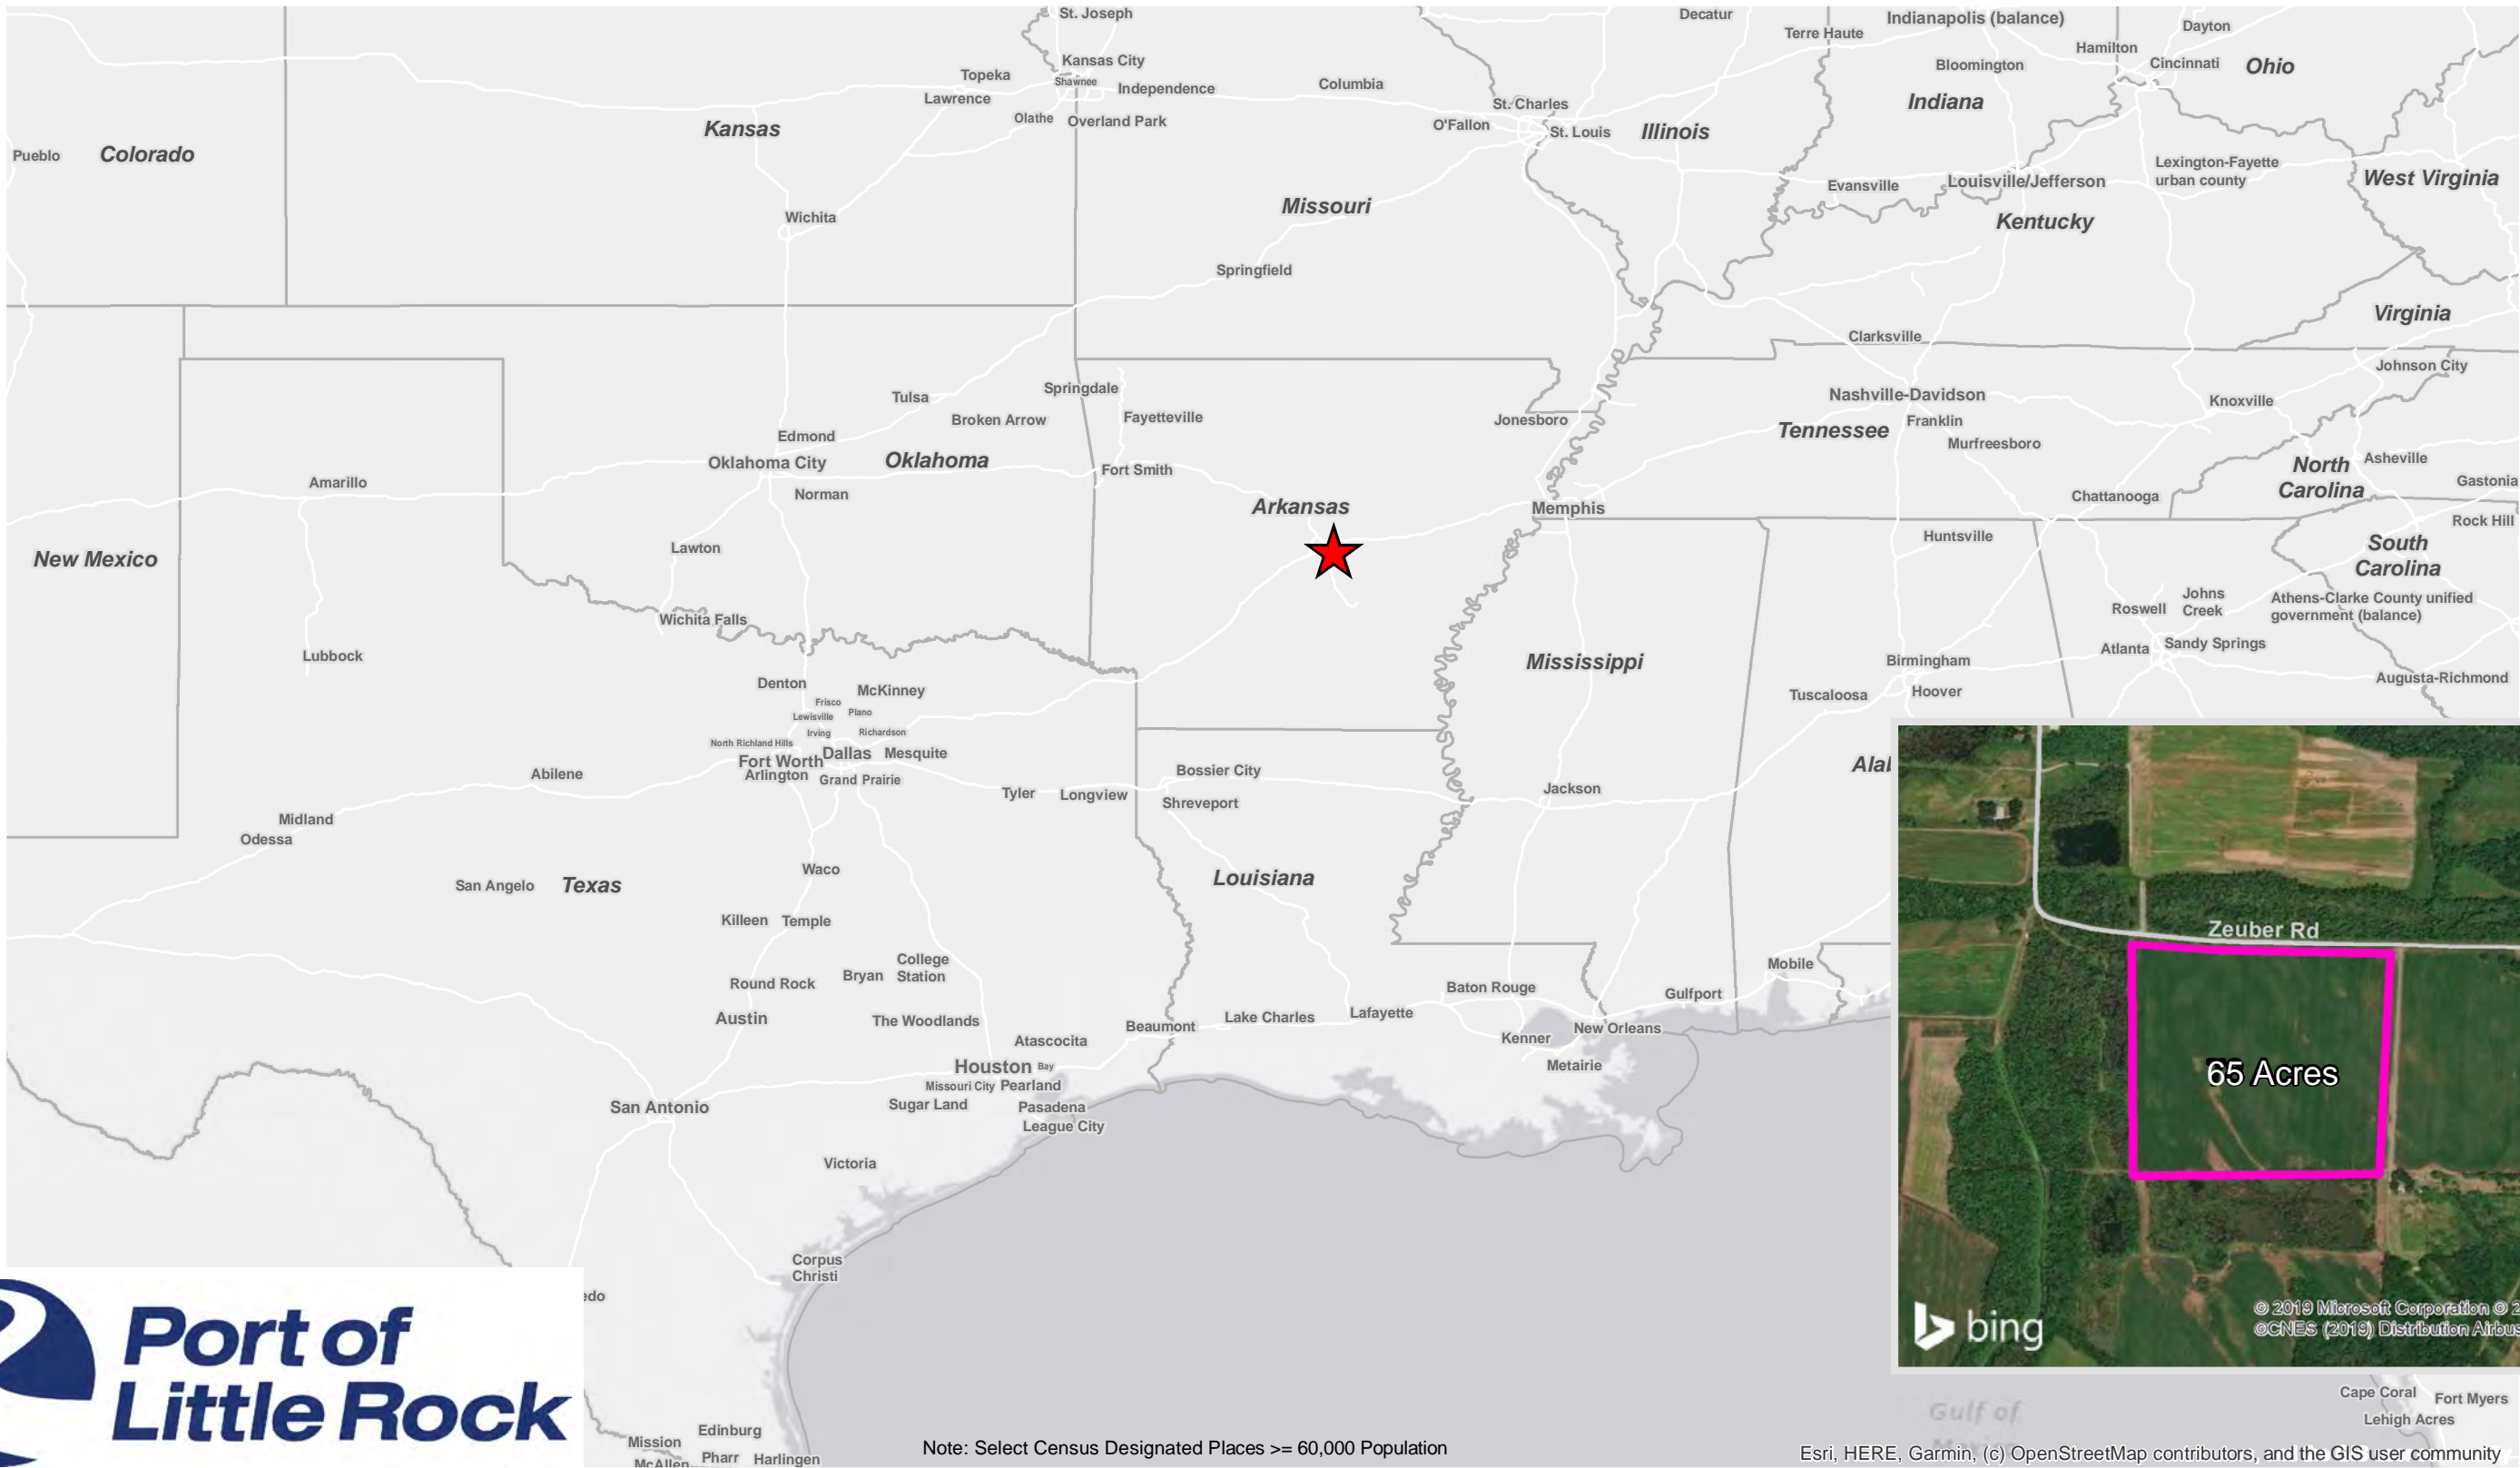 St. Joseph
Decatur
Indianapolis (balance)
Terre Haute
Dayton
Hamilton
Kansas City
Topeka
Shawnee
Independence
Columbia
Bloomington
Cincinnati
Ohio
Lawrence
St. Charles
Indiana
Olathe
Overland Park
O'Fallon
St. Louis
Illinois
Kansas
Pueblo
Colorado
Lexington-Fayette
urban county
Evansville
Louisville/Jefferson
West Virginia
Missouri
Wichita
Kentucky
Springfield
Virginia
Clarksville
Johnson City
Springdale
Tulsa
Nashville-Davidson
Knoxville
Broken Arrow
Fayetteville
Jonesboro
Franklin
Tennessee
Edmond
Murfreesboro
Oklahoma City
Oklahoma
Fort Smith
North
Carolina
Asheville
Amarillo
Norman
Gastonia
Chattanooga
Arkansas
Memphis
Rock Hill
Huntsville
New Mexico
Lawton
South
Carolina
Johns
Creek
Roswell
Athens-Clarke County unified
government (balance)
Wichita Falls
Lubbock
Atlanta
Sandy Springs
Mississippi
Birmingham
Denton
McKinney
Augusta-Richmond
Tuscaloosa
Hoover
Frisco
Plano
Lewisville
Irving
Richardson
North Richland Hills
Dallas
Mesquite
Fort Worth
Arlington
Grand Prairie
Abilene
Bossier City
Alab
Tyler
Longview
Shreveport
Jackson
Midland
Odessa
Waco
San Angelo
Texas
Louisiana
Killeen
Temple
College
Station
Bryan
Round Rock
Mobile
Baton Rouge
Gulfport
Austin
The Woodlands
Beaumont
Lake Charles
Lafayette
New Orleans
Atascocita
Kenner
Houston
Bay
Metairie
Missouri City
Pearland
San Antonio
Sugar Land
Pasadena
League City
Victoria
Corpus
Christi
edo
Zeuber Rd
65 Acres
bing
© 2019 Microsoft Corporation © 2
©CNES (2019) Distribution Airbus
Port of
Little Rock
Cape Coral
Fort Myers
Lehigh Acres
Gulf of
Edinburg
Mission
McAllen
Pharr
Harlingen
Note: Select Census Designated Places >= 60,000 Population
Esri, HERE, Garmin, (c) OpenStreetMap contributors, and the GIS user community